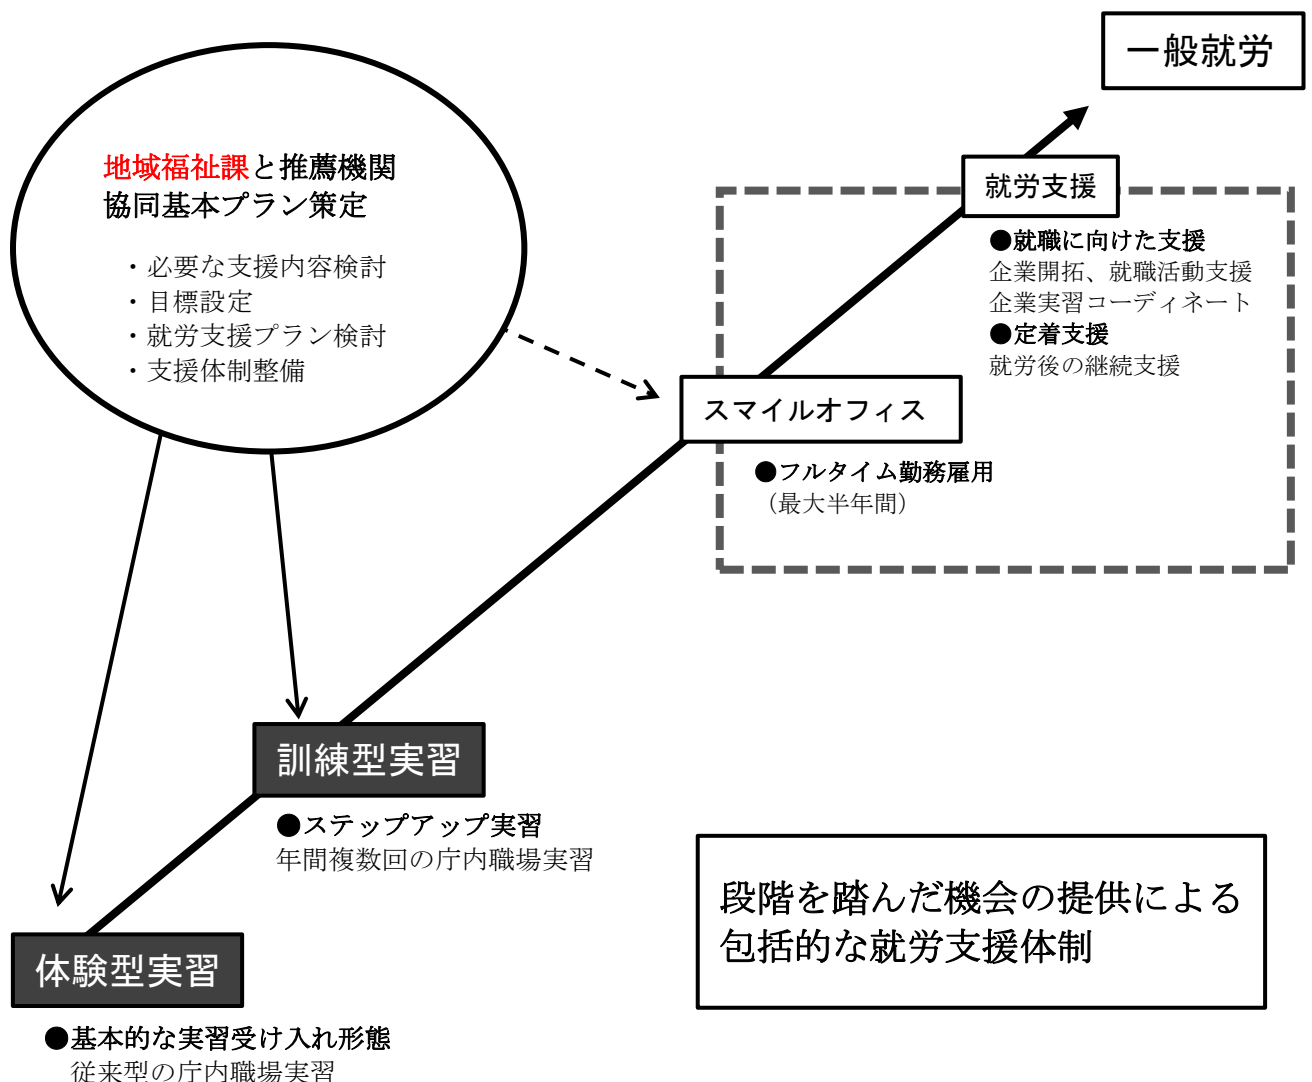 一般就労
地域福祉課と推薦機関
協同基本プラン策定
・必要な支援内容検討
・目標設定
・就労支援プラン検討
・支援体制整備
就労支援
●就職に向けた支援
企業開拓、就職活動支援
企業実習コーディネート
●定着支援
就労後の継続支援
スマイルオフィス
●フルタイム勤務雇用
（最大半年間）
訓練型実習
●ステップアップ実習
年間複数回の庁内職場実習
段階を踏んだ機会の提供による
包括的な就労支援体制
体験型実習
●基本的な実習受け入れ形態
従来型の庁内職場実習